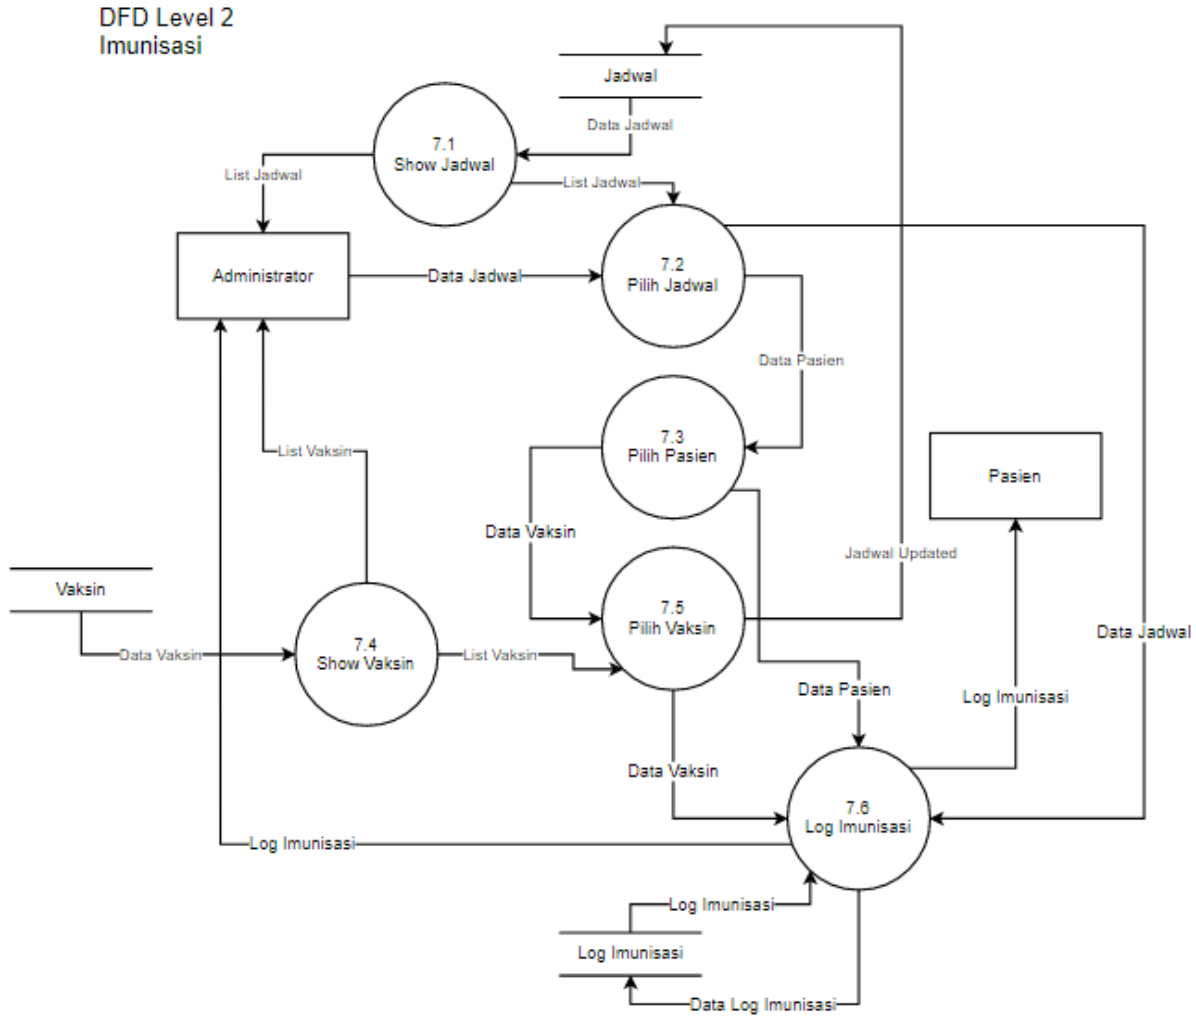 DFD Level 2
Imunisasi
Jadwal
Data Jadwal
7.1
Show Jadwal
List Jadwal
List Jadwal
Administrator
Data Jadwal
7.2
Pilih Jadwal
Data Pasien
7.3
Pilih Pasien
Pasien
List Vaksin
Data Vaksin
Jadwal Updated
Vaksin
7.5
Pilih Vaksin
Data Jadwal
7.4
Show Vaksin
Data Vaksin
List Vaksin
Data Pasien
Log Imunisasi
Data Vaksin
7.6
Log Imunisasi
Log Imunisasi
Log Imunisasi
Log Imunisasi
Data Log Imunisasi